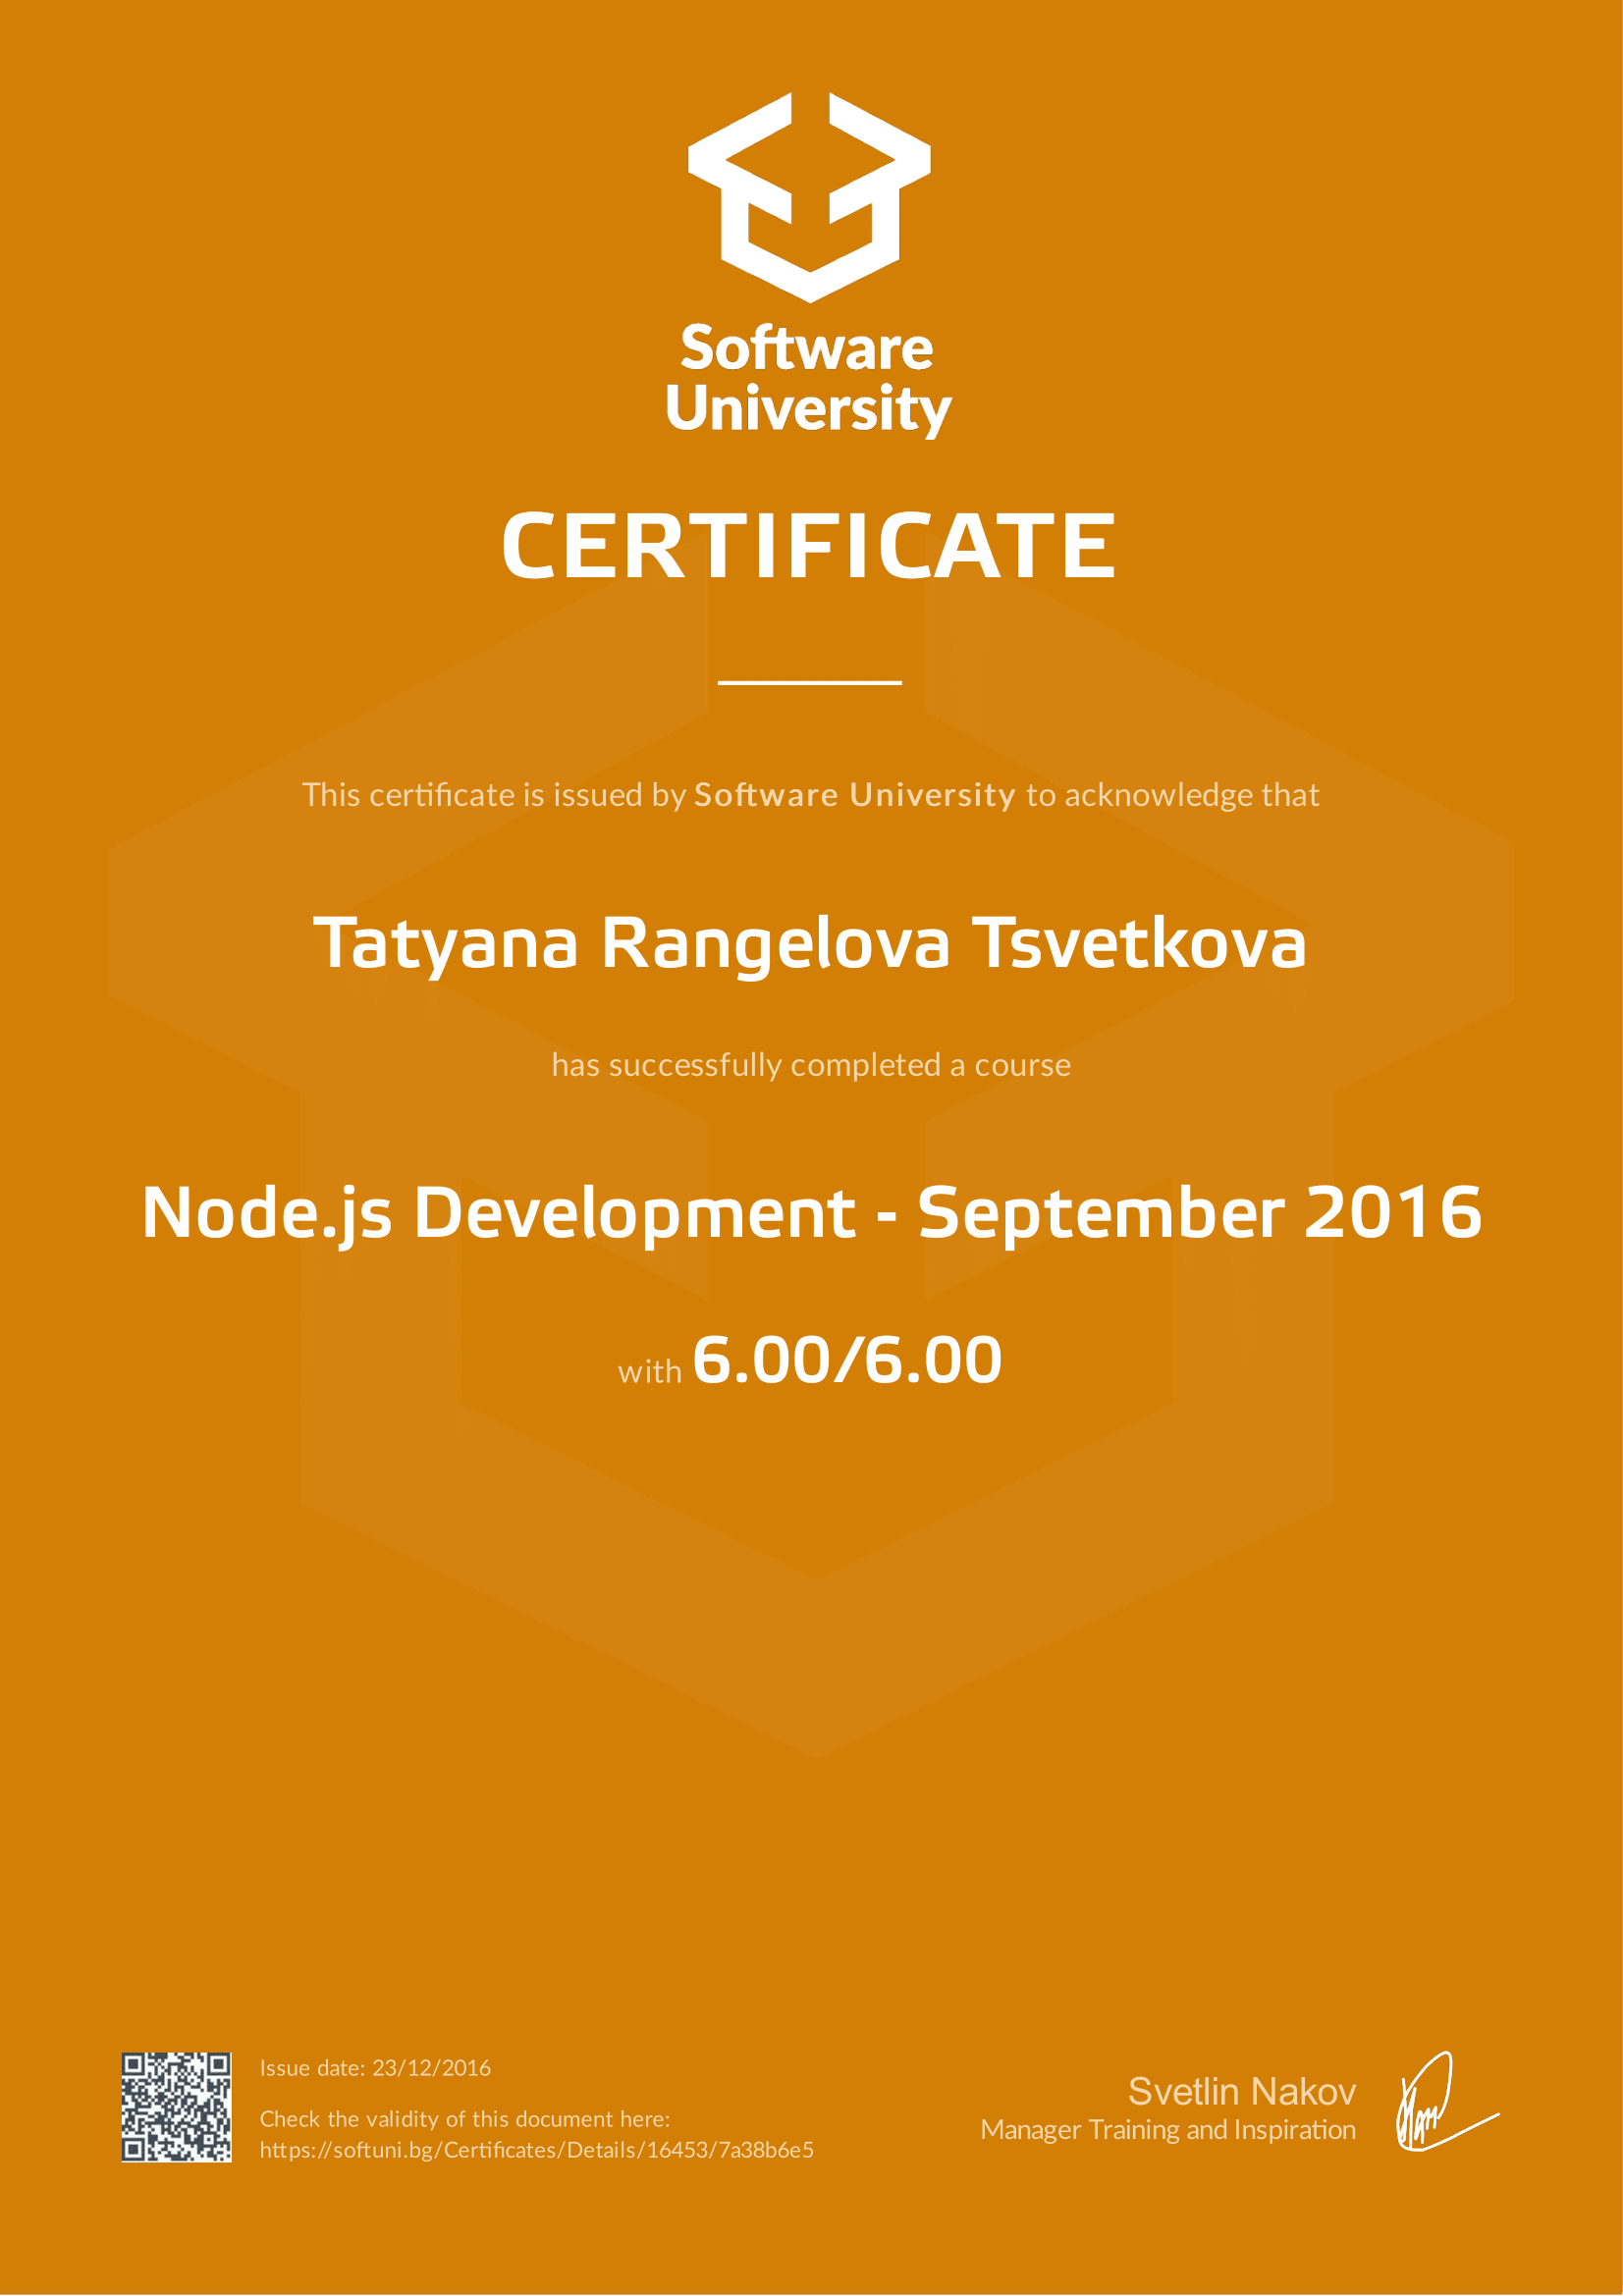 Software
University
CERTIFICATE
This certificate is issued by Software University to acknowledge that
Tatyana Rangelova Tsvetkova
has successfully completed a course
Node.js Development - September 2016
with 6.00/6.00
Issue date: 23/12/2016
Check the validity of this document here:
https://softuni.bg/Certificates/Details/16453/7a38b6e5
Svetlin Nakov
Manager Training and Inspiration